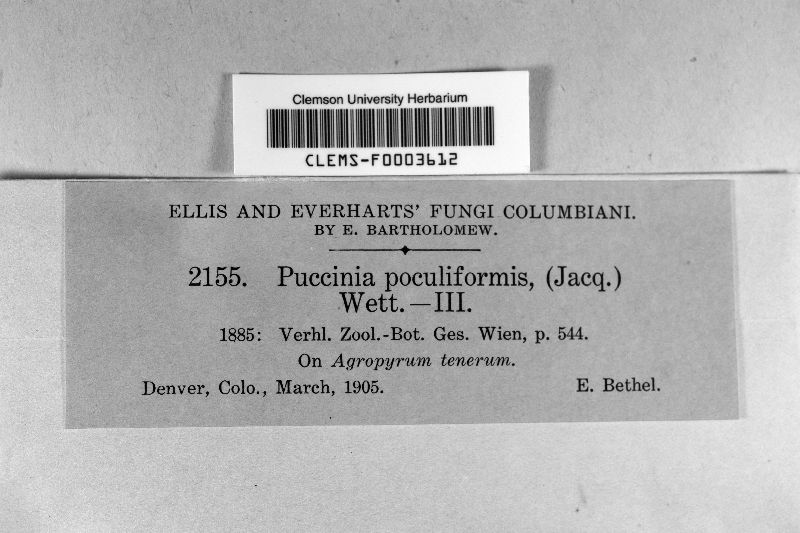 Clemson University Herbarium
CLEMS-F0003612
ELLIS AND EVERHARTS' FUNGI COLUMBIANI.
BY E. BARTHOLOMEW.
2155. Puccinia poculiformis, (Jacq.)
Wett.—III.
1885: Verhl. Zool.-Bot. Ges. Wien, p. 544.
On Agropyrum tenerum.
Denver, Colo., March, 1905. E. Bethel.